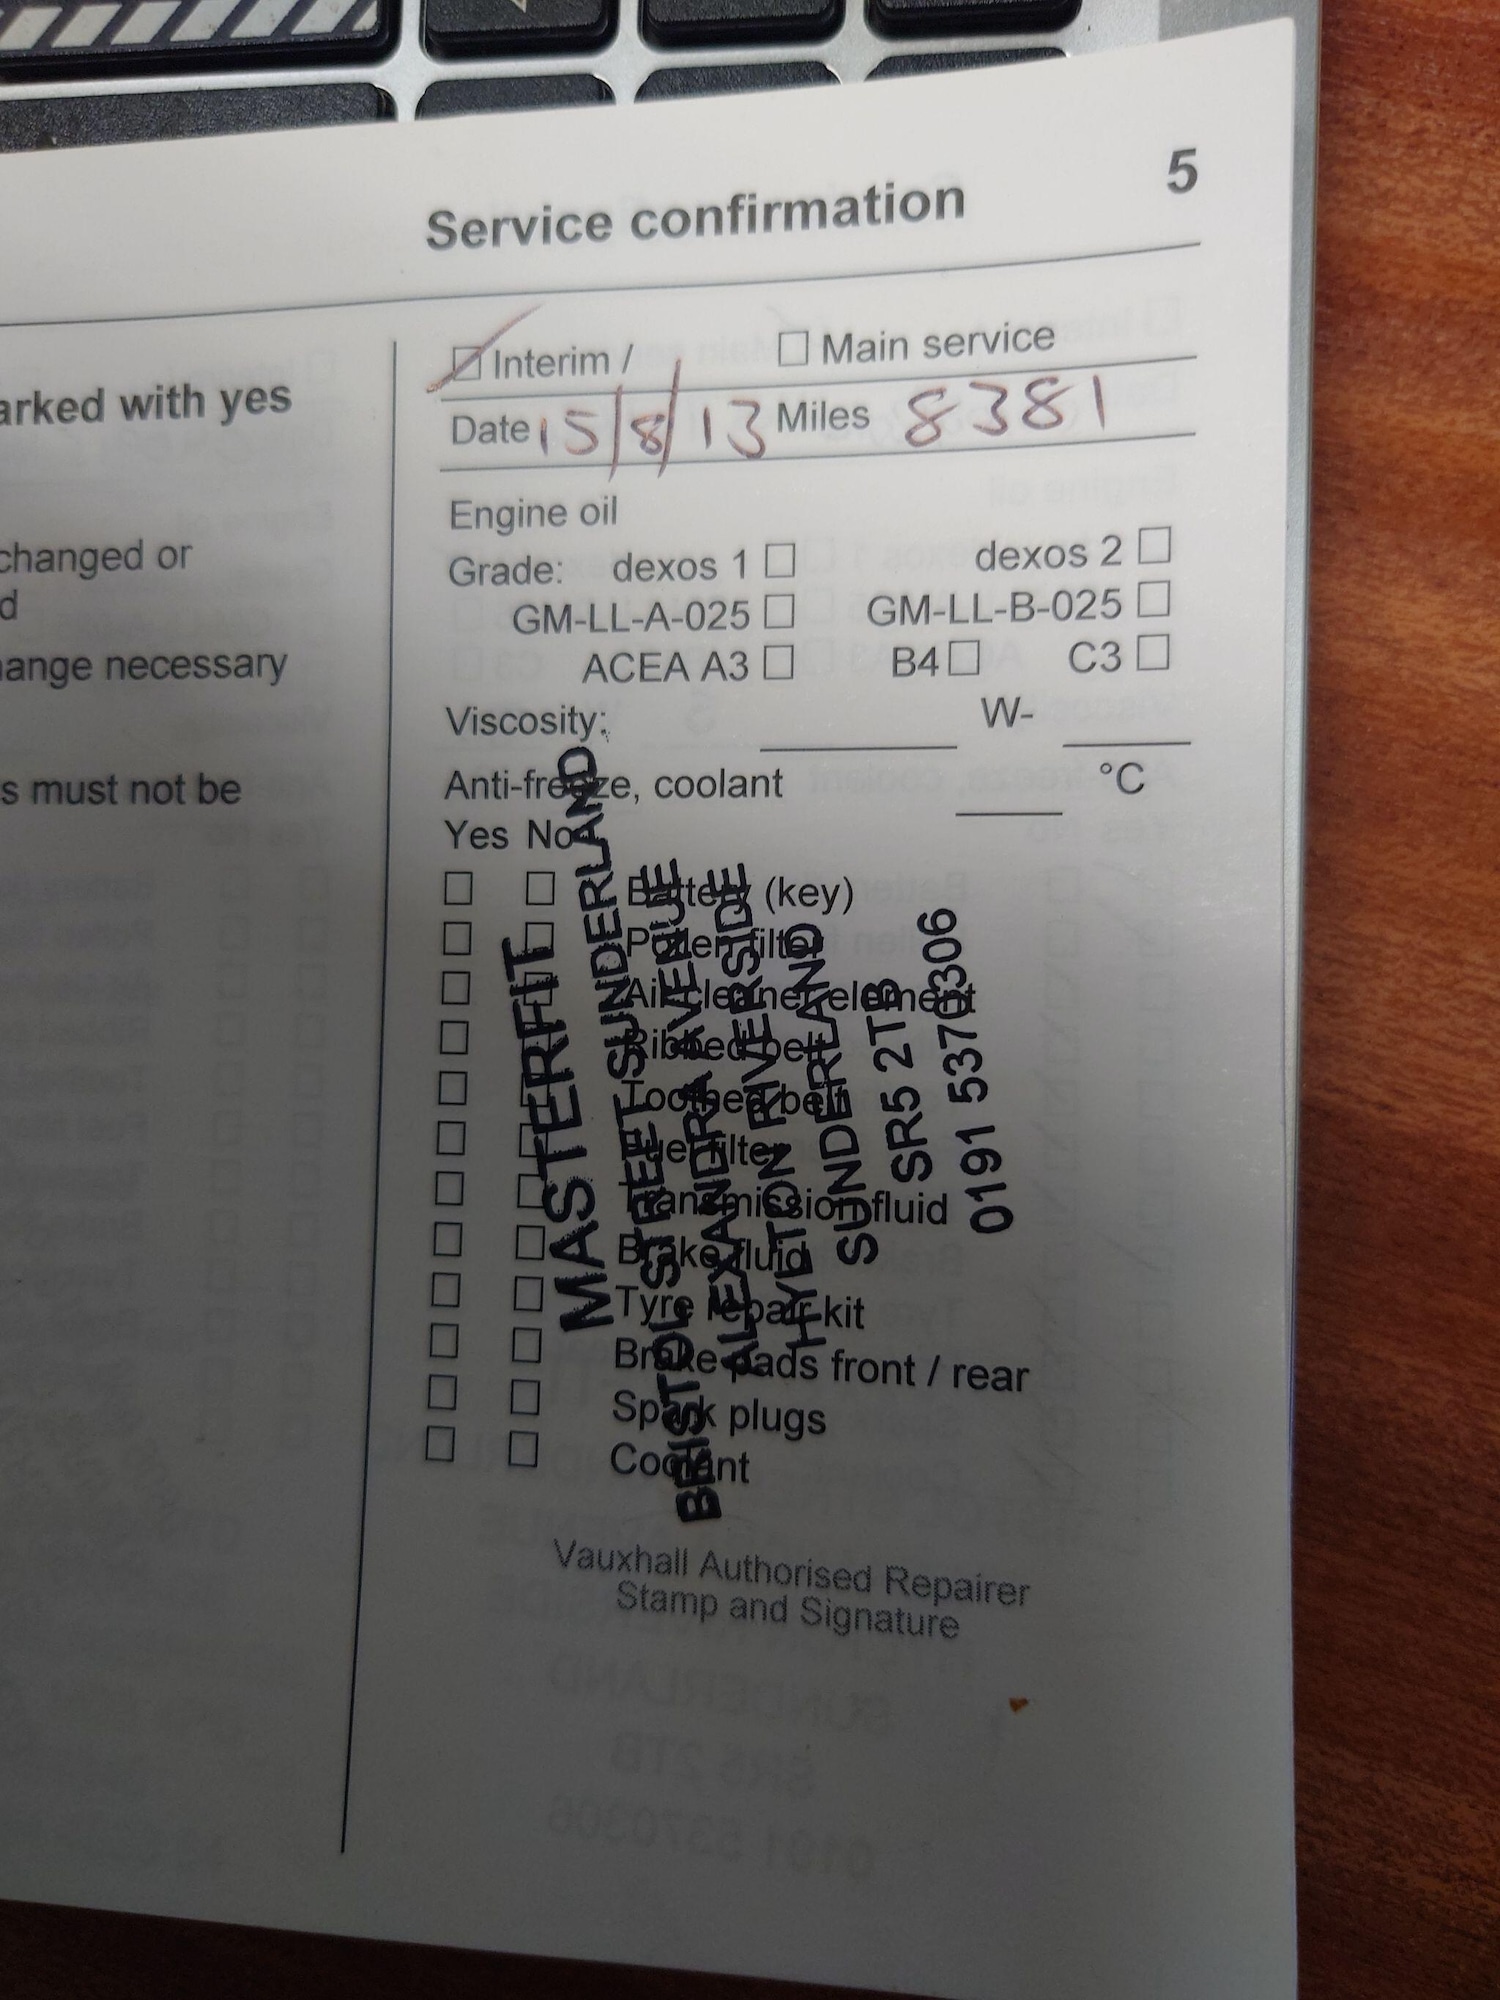 Service confirmation 5
arked with yes
changed or
d
ange necessary
s must not be
Interim / Main service
Date 15/8/13 Miles 8381
Engine oil
Grade: dexos 1 dexos 2
GM-LL-A-025 GM-LL-B-025
ACEA A3 B4 C3
Viscosity: W-
Anti-freeze, coolant °C
Yes No
Battery (key)
Pollen filter
Air cleaner element
Ribbed belt
Toothed belt
Fuel filter
Transmission fluid
Brake fluid
Tyre repair kit
Brake pads front / rear
Spark plugs
Coolant
MASTERFIT
BRISTOL STREET SUNDERLAND
ALEXANDRA AVENUE
HYLTON RIVERSIDE
SUNDERLAND
SR5 2TB
0191 5370306
Vauxhall Authorised Repairer
Stamp and Signature